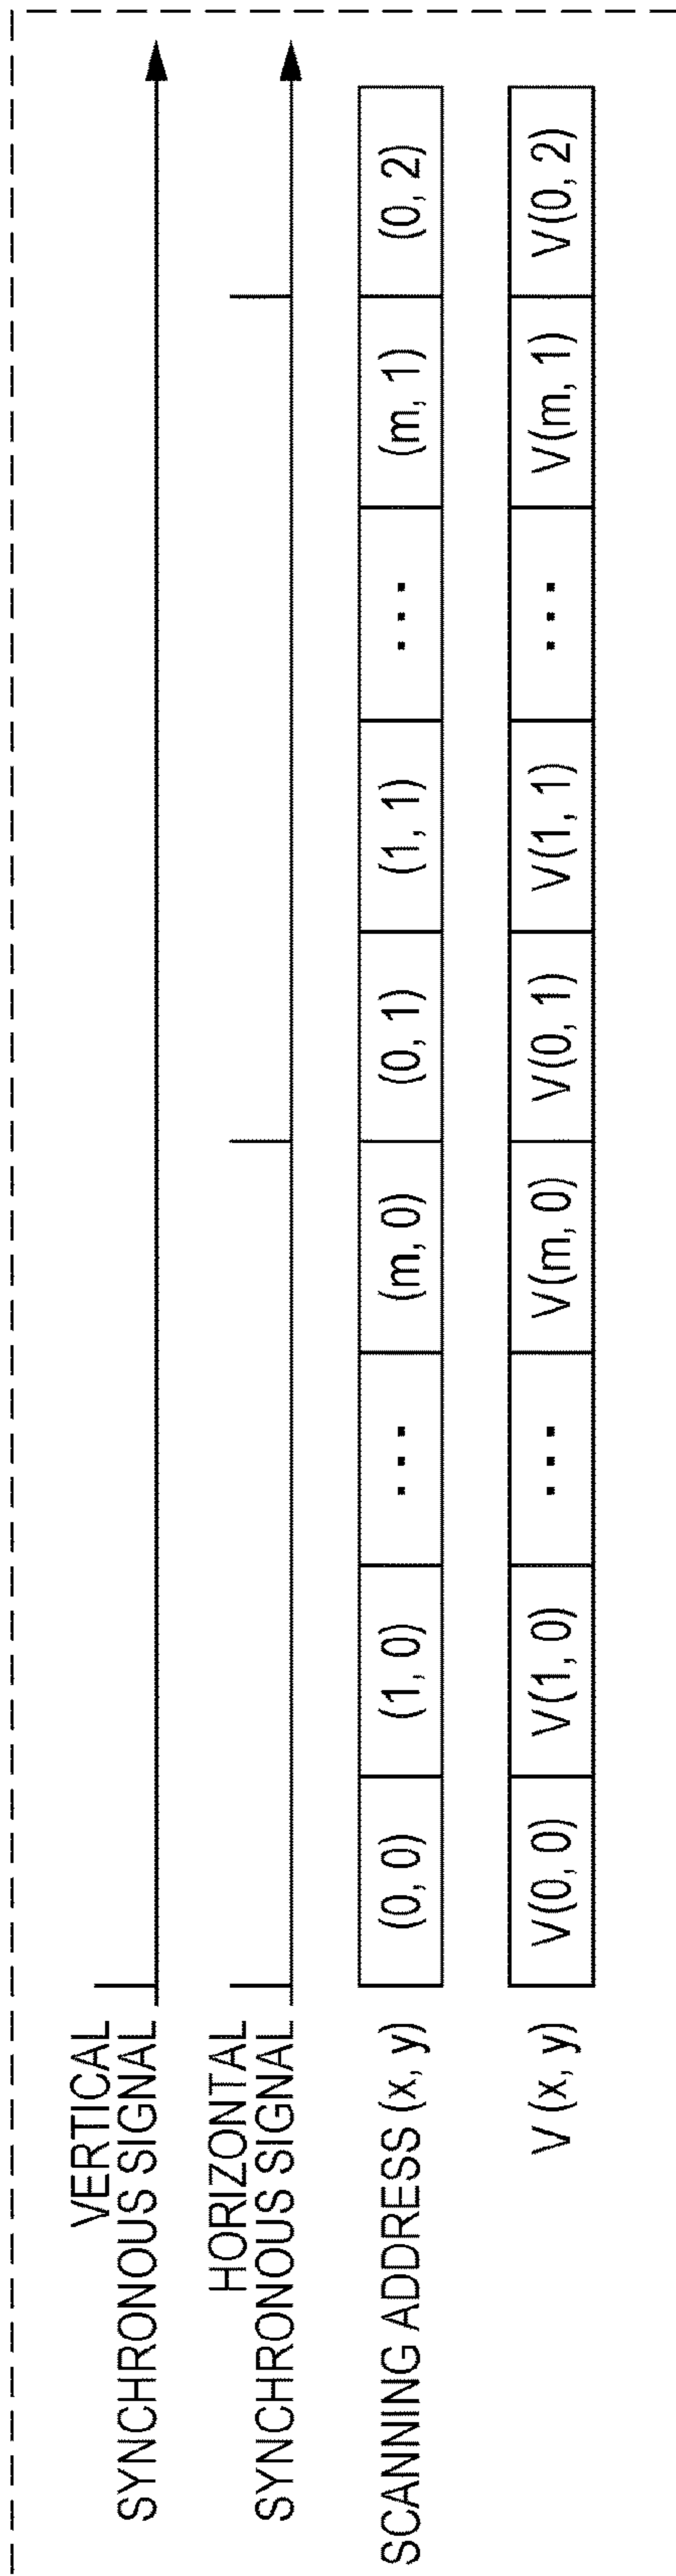 VERTICAL
SYNCHRONOUS SIGNAL
HORIZONTAL
SYNCHRONOUS SIGNAL
SCANNING ADDRESS (x, y) (0, 0) (1, 0) ... (m, 0) (0, 1) (1, 1) ... (m, 1) (0, 2)
V (x, y) V(0, 0) V(1, 0) ... V(m, 0) V(0, 1) V(1, 1) ... V(m, 1) V(0, 2)